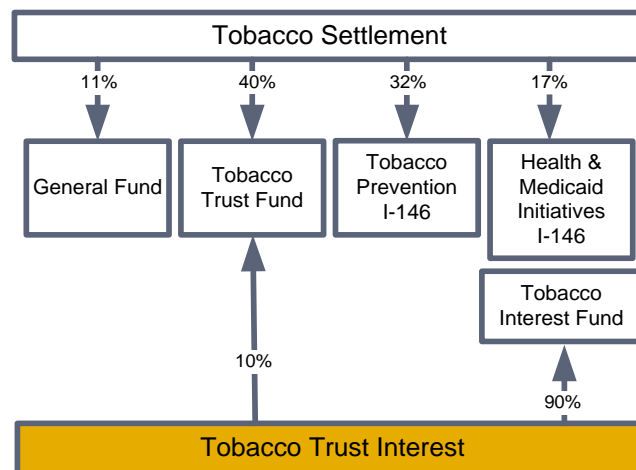 Tobacco Settlement
11%
40%
32%
17%
General Fund
Tobacco
Trust Fund
Tobacco
Prevention
I-146
Health &
Medicaid
Initiatives
I-146
Tobacco
Interest Fund
10%
90%
Tobacco Trust Interest